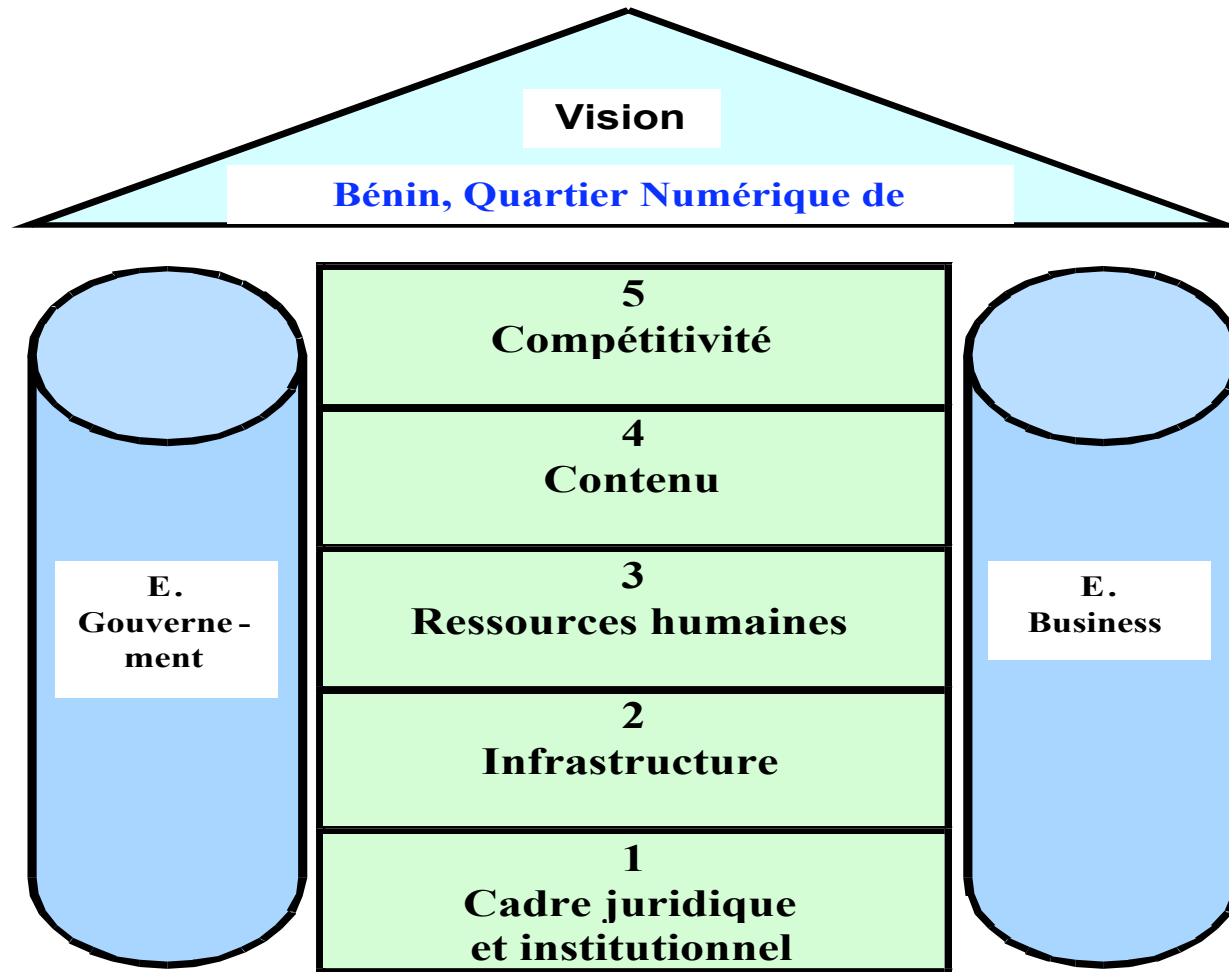 Vision
Bénin, Quartier Numérique de
5
Compétitivité
4
Contenu
3
Ressources humaines
2
Infrastructure
1
Cadre juridique
et institutionnel
E.
Gouverne-
ment
E.
Business